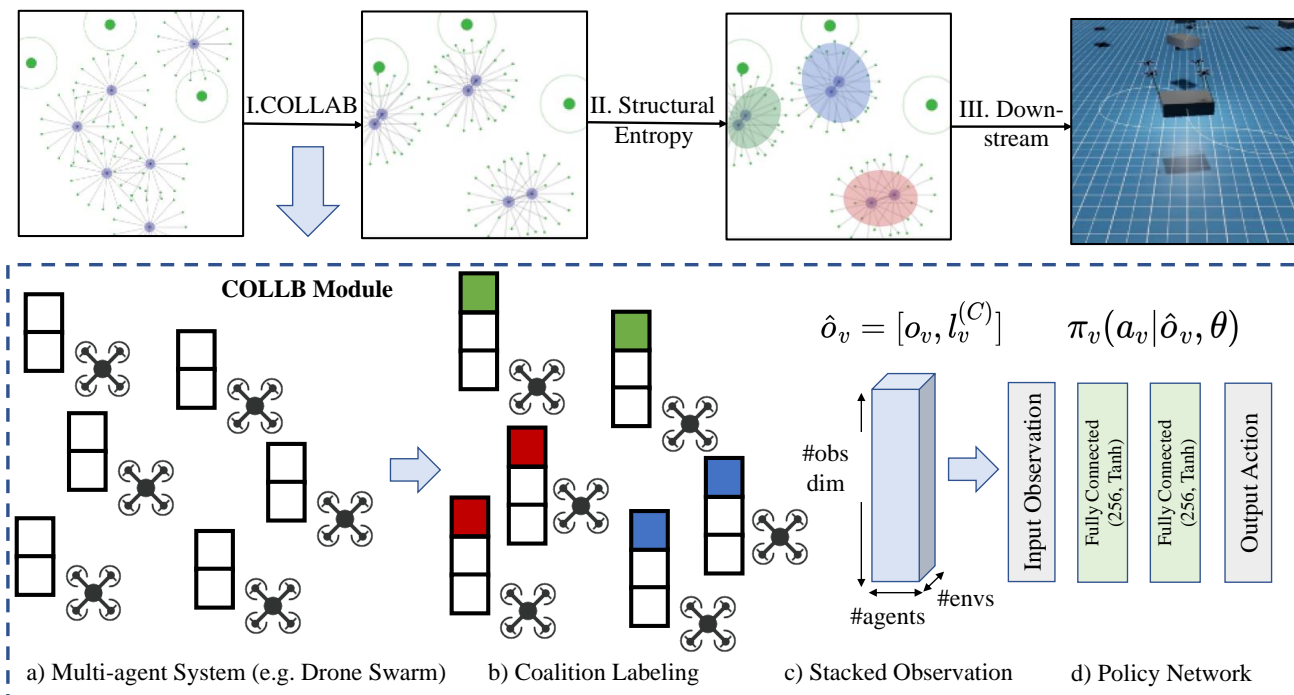 I.COLLAB
II. Structural
Entropy
III. Down-
stream
COLLB Module
ô_v = [o_v, l_v^{(C)}]
π_v(a_v|ô_v, θ)
#obs
dim
#agents
#envs
Input Observation
Fully Connected
(256, Tanh)
Fully Connected
(256, Tanh)
Output Action
a) Multi-agent System (e.g. Drone Swarm)
b) Coalition Labeling
c) Stacked Observation
d) Policy Network